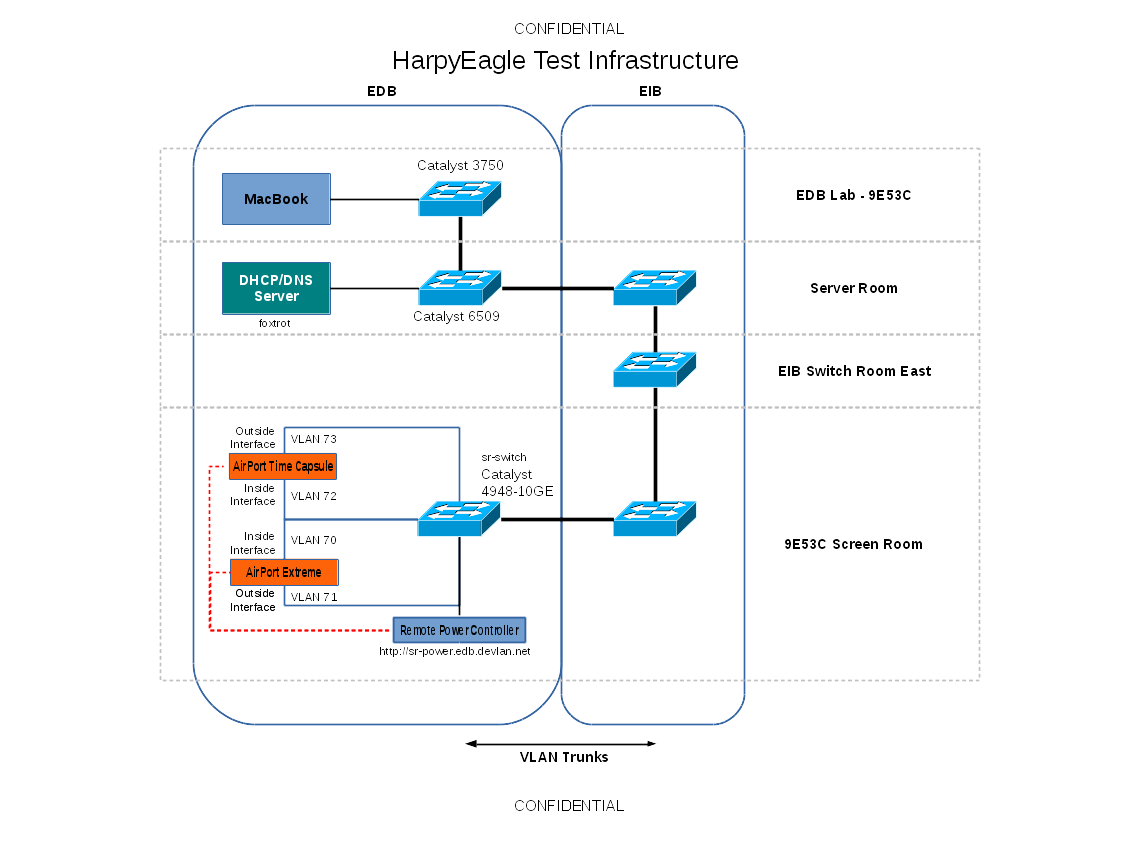 CONFIDENTIAL
HarpyEagle Test Infrastructure
EDB
EIB
Catalyst 3750
MacBook
EDB Lab - 9E53C
DHCP/DNS
Server
foxtrot
Catalyst 6509
Server Room
EIB Switch Room East
Outside
Interface
VLAN 73
AirPort Time Capsule
Inside
Interface
VLAN 72
sr-switch
Catalyst
4948-10GE
Inside
Interface
VLAN 70
9E53C Screen Room
AirPort Extreme
Outside
Interface
VLAN 71
Remote Power Controller
http://sr-power.edb.devlan.net
VLAN Trunks
CONFIDENTIAL